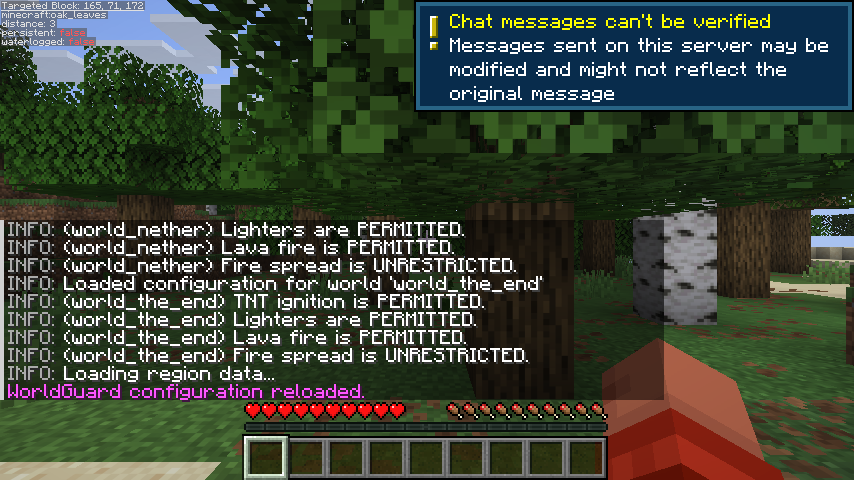 Targeted Block: 165, 71, 172
minecraft:oak_leaves
distance: 3
persistent: false
waterlogged: false
Chat messages can't be verified
Messages sent on this server may be
modified and might not reflect the
original message
INFO: (world_nether) Lighters are PERMITTED.
INFO: (world_nether) Lava fire is PERMITTED.
INFO: (world_nether) Fire spread is UNRESTRICTED.
INFO: Loaded configuration for world 'world_the_end'
INFO: (world_the_end) TNT ignition is PERMITTED.
INFO: (world_the_end) Lighters are PERMITTED.
INFO: (world_the_end) Lava fire is PERMITTED.
INFO: (world_the_end) Fire spread is UNRESTRICTED.
INFO: Loading region data...
WorldGuard configuration reloaded.